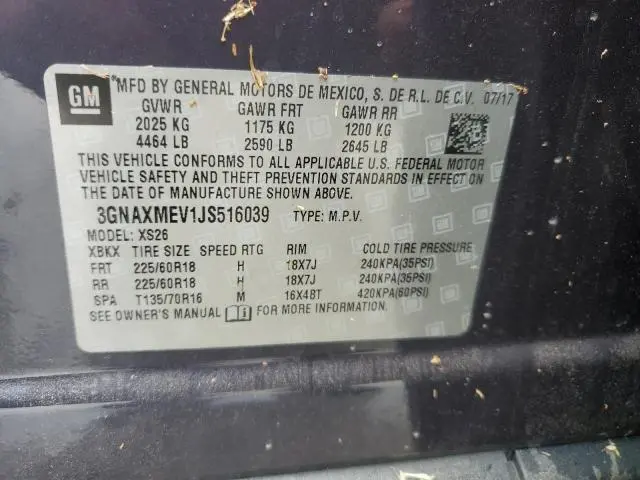 GM
*MFD BY GENERAL MOTORS DE MEXICO, S. DE R.L. DE C.V. 07/17
GVWR GAWR FRT GAWR RR
2025 KG 1175 KG 1200 KG
4464 LB 2590 LB 2645 LB
THIS VEHICLE CONFORMS TO ALL APPLICABLE U.S. FEDERAL MOTOR
VEHICLE SAFETY AND THEFT PREVENTION STANDARDS IN EFFECT ON
THE DATE OF MANUFACTURE SHOWN ABOVE.
3GNAXMEV1JS516039 TYPE: M.P.V.
MODEL: XS26
XBKX TIRE SIZE SPEED RTG RIM COLD TIRE PRESSURE
FRT 225/60R18 H 18X7J 240KPA(35PSI)
RR 225/60R18 H 18X7J 240KPA(35PSI)
SPA T135/70R16 M 16X4BT 420KPA(60PSI)
SEE OWNER'S MANUAL i FOR MORE INFORMATION.